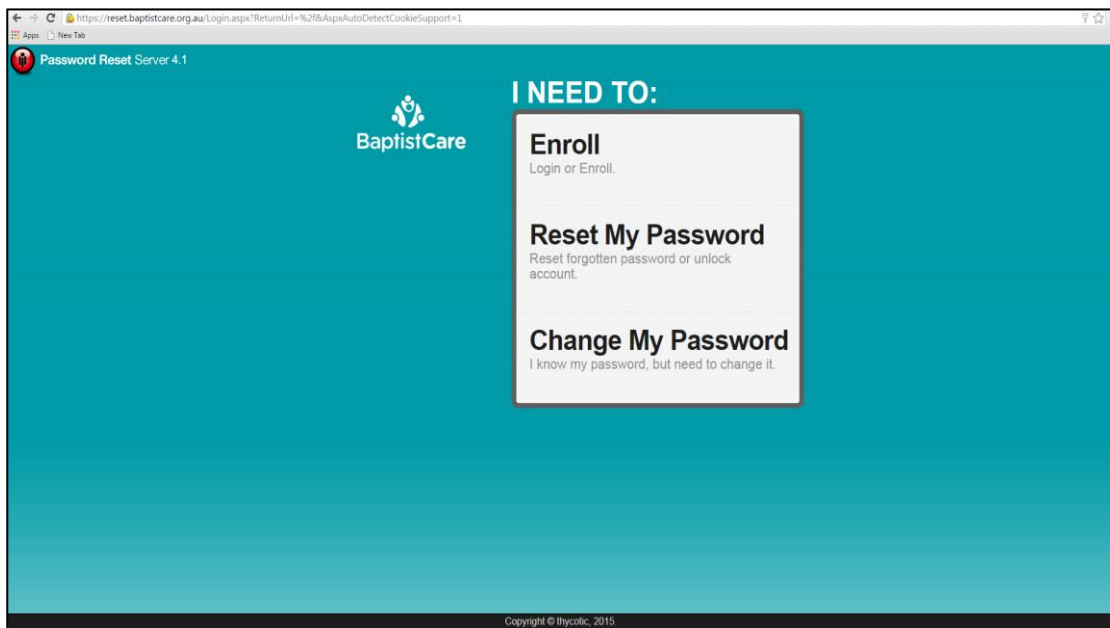 https://reset.baptistcare.org.au/Login.aspx?ReturnUrl=%2f&AspxAutoDetectCookieSupport=1
Apps New Tab
Password Reset Server 4.1
BaptistCare
I NEED TO:
Enroll
Login or Enroll.
Reset My Password
Reset forgotten password or unlock
account.
Change My Password
I know my password, but need to change it.
Copyright © thycotic, 2015.